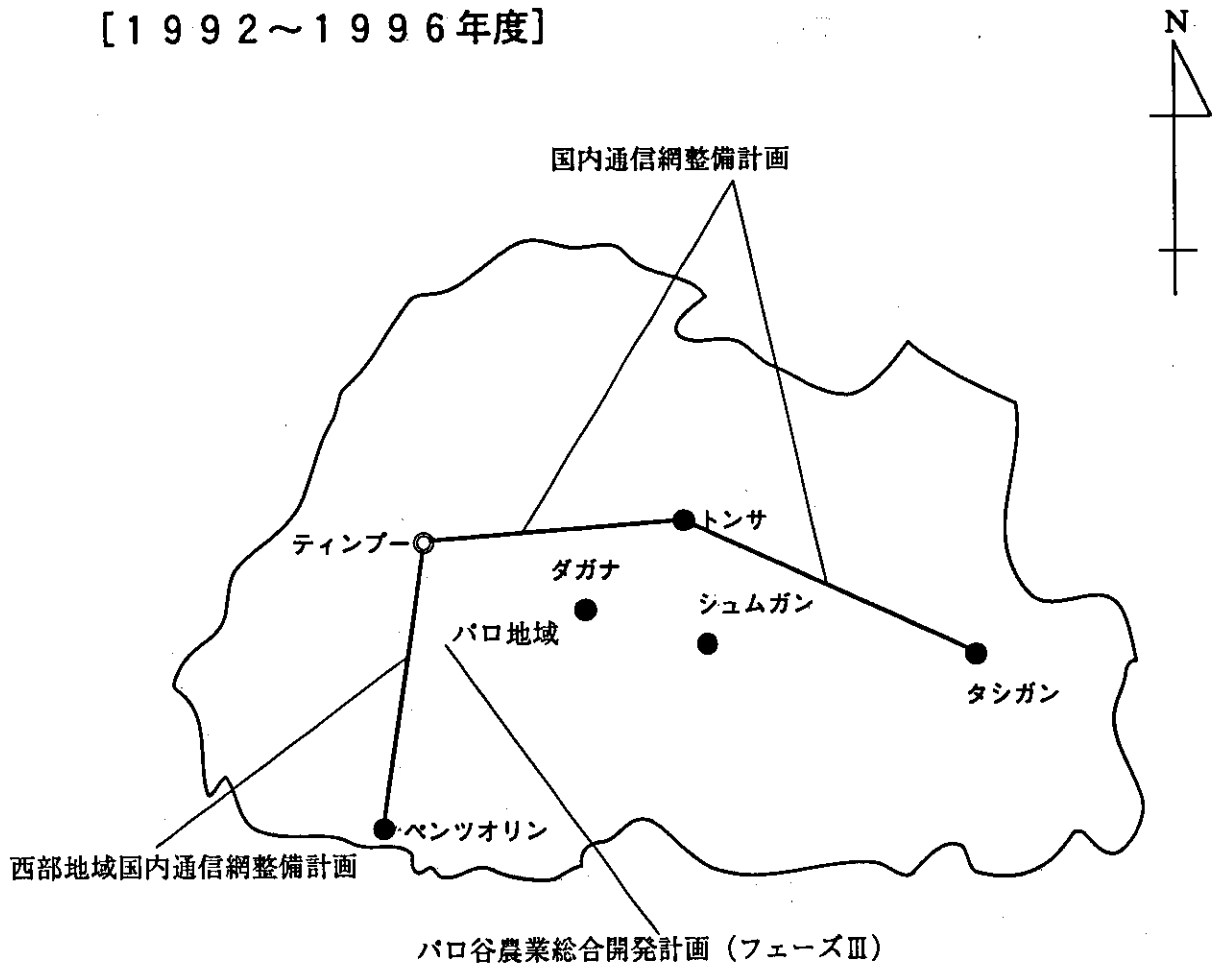 [1992～1996年度]
N
国内通信網整備計画
トンサ
ティンプー
ダガナ
シュムガン
パロ地域
タシガン
ペンツオリン
西部地域国内通信網整備計画
パロ谷農業総合開発計画（フェーズⅢ）